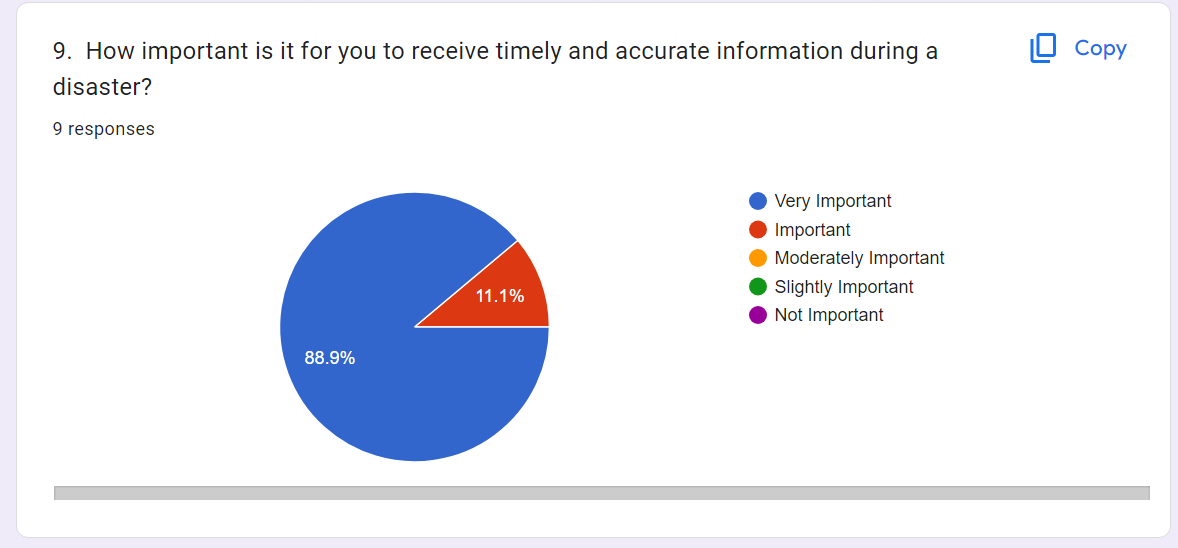 9.  How important is it for you to receive timely and accurate information during a
disaster?
Copy
9 responses
Very Important
Important
Moderately Important
Slightly Important
Not Important
11.1%
88.9%